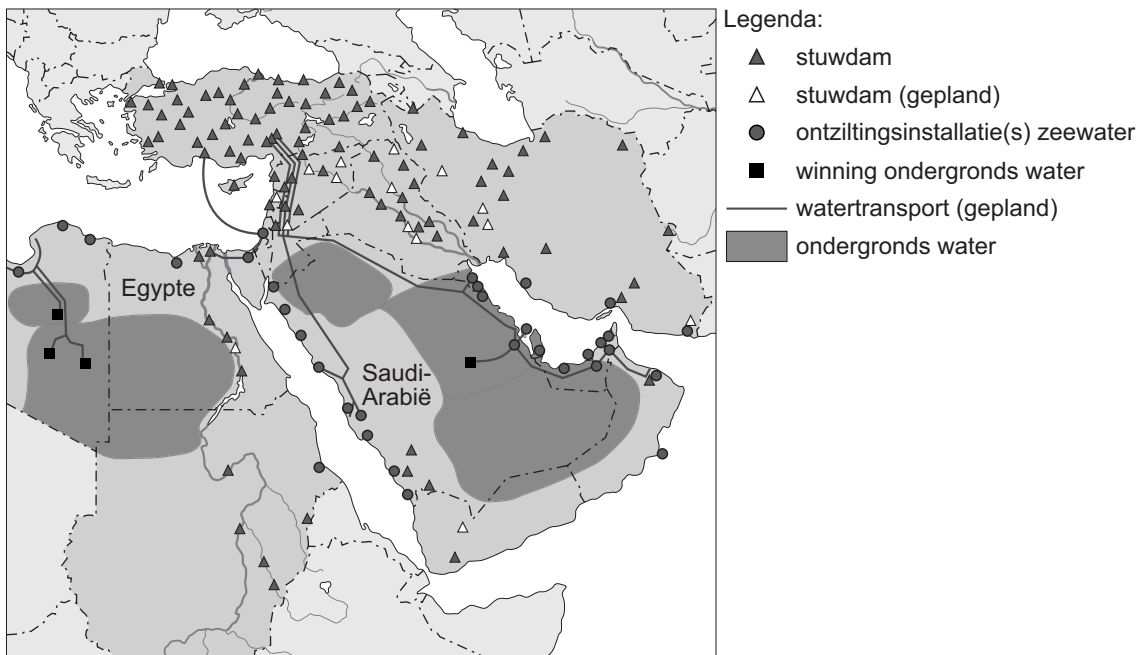 Legenda:
stuwdam
stuwdam (gepland)
ontziltingsinstallatie(s) zeewater
winning ondergronds water
watertransport (gepland)
ondergronds water
Egypte
Saudi-
Arabië